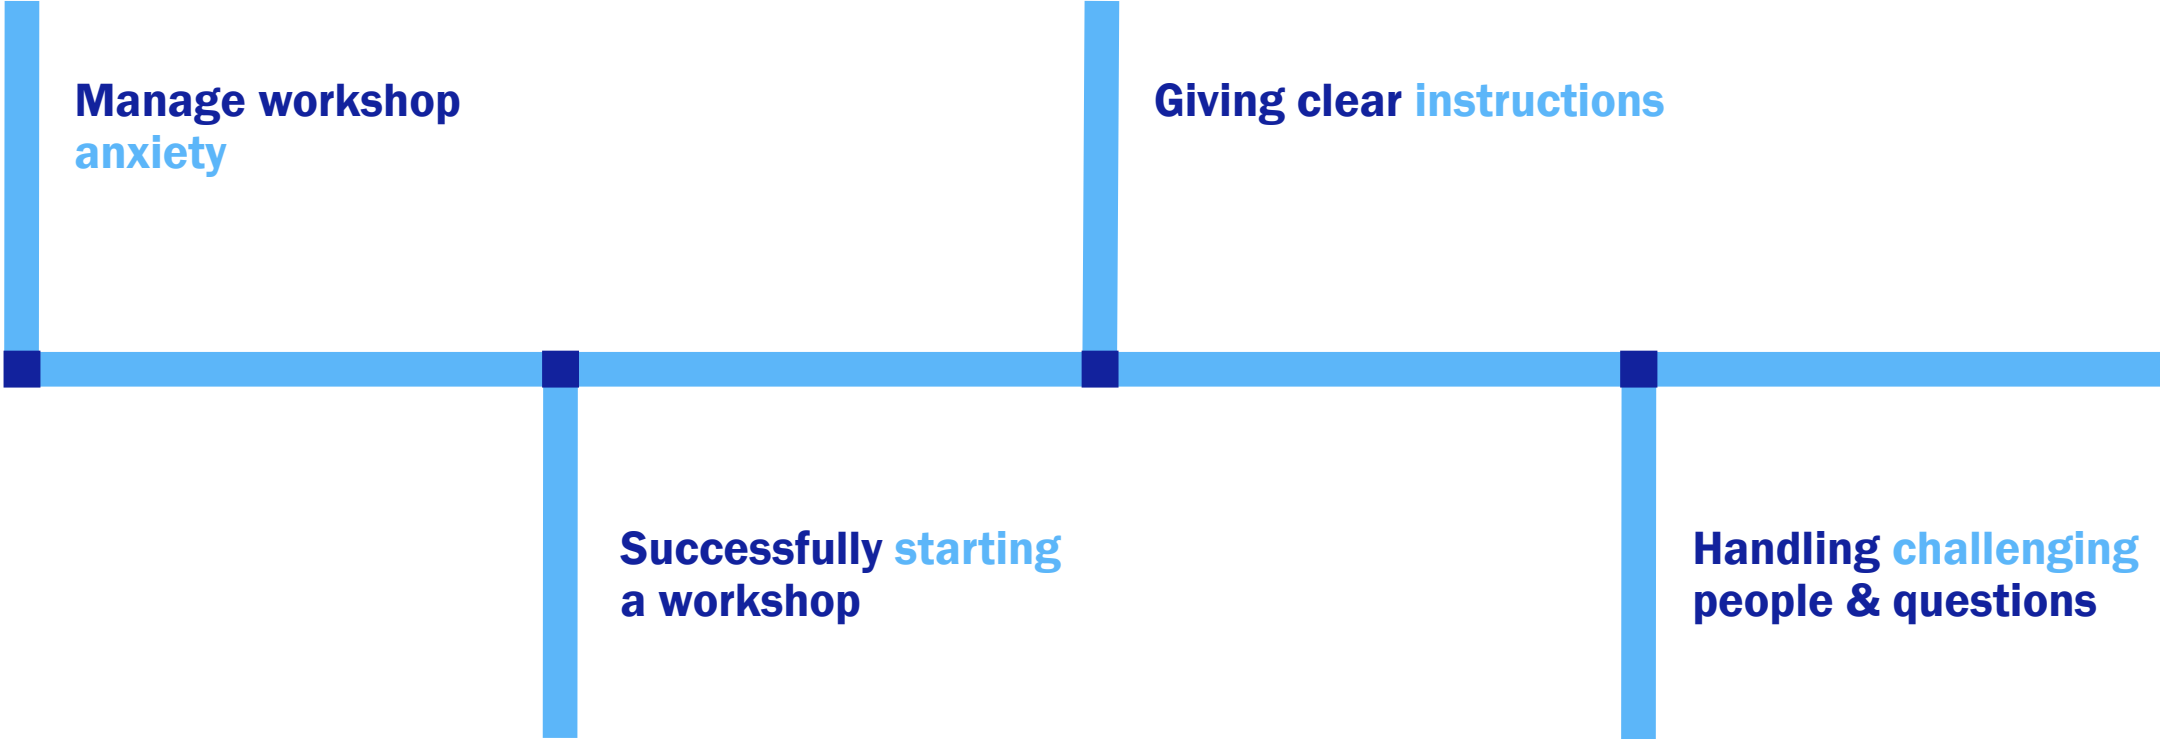 Manage workshop
anxiety
Successfully starting
a workshop
Giving clear instructions
Handling challenging
people & questions